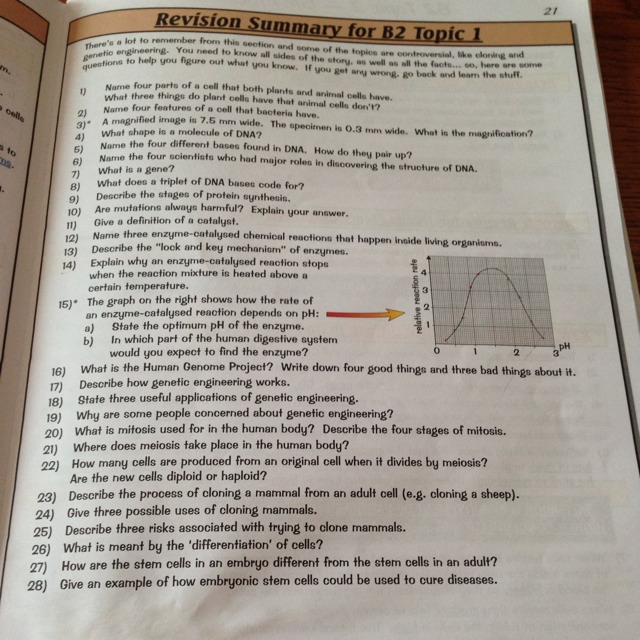 21
Revision Summary for B2 Topic 1
There's a lot to remember from this section and some of the topics are controversial, like cloning and
genetic engineering. You need to know all sides of the story, as well as all the facts... so, here are some
questions to help you figure out what you know. If you get any wrong, go back and learn the stuff.
1) Name four parts of a cell that both plants and animal cells have.
What three things do plant cells have that animal cells don't?
2) Name four features of a cell that bacteria have.
3)* A magnified image is 7.5 mm wide. The specimen is 0.3 mm wide. What is the magnification?
4) What shape is a molecule of DNA?
5) Name the four different bases found in DNA. How do they pair up?
6) Name the four scientists who had major roles in discovering the structure of DNA.
7) What is a gene?
8) What does a triplet of DNA bases code for?
9) Describe the stages of protein synthesis.
10) Are mutations always harmful? Explain your answer.
11) Give a definition of a catalyst.
12) Name three enzyme-catalysed chemical reactions that happen inside living organisms.
13) Describe the "lock and key mechanism" of enzymes.
14) Explain why an enzyme-catalysed reaction stops
when the reaction mixture is heated above a
certain temperature.
15)* The graph on the right shows how the rate of
an enzyme-catalysed reaction depends on pH:
a) State the optimum pH of the enzyme.
b) In which part of the human digestive system
would you expect to find the enzyme?
relative reaction rate
4
3
2
1
0 1 2 3 pH
16) What is the Human Genome Project? Write down four good things and three bad things about it.
17) Describe how genetic engineering works.
18) State three useful applications of genetic engineering.
19) Why are some people concerned about genetic engineering?
20) What is mitosis used for in the human body? Describe the four stages of mitosis.
21) Where does meiosis take place in the human body?
22) How many cells are produced from an original cell when it divides by meiosis?
Are the new cells diploid or haploid?
23) Describe the process of cloning a mammal from an adult cell (e.g. cloning a sheep).
24) Give three possible uses of cloning mammals.
25) Describe three risks associated with trying to clone mammals.
26) What is meant by the 'differentiation' of cells?
27) How are the stem cells in an embryo different from the stem cells in an adult?
28) Give an example of how embryonic stem cells could be used to cure diseases.